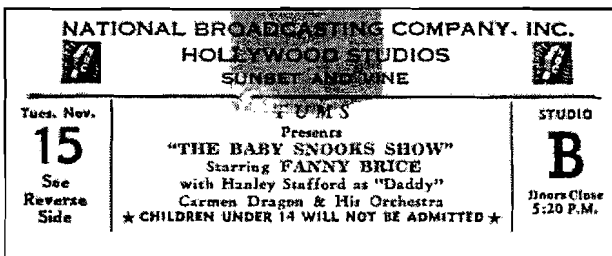 NATIONAL BROADCASTING COMPANY, INC.
HOLLYWOOD STUDIOS
SUNSET AND VINE
Tues. Nov.
15
See
Reverse
Side
TUMS
Presents
"THE BABY SNOOKS SHOW"
Starring FANNY BRICE
with Hanley Stafford as "Daddy"
Carmen Dragon & His Orchestra
★ CHILDREN UNDER 14 WILL NOT BE ADMITTED ★
STUDIO
B
Doors Close
5:20 P.M.